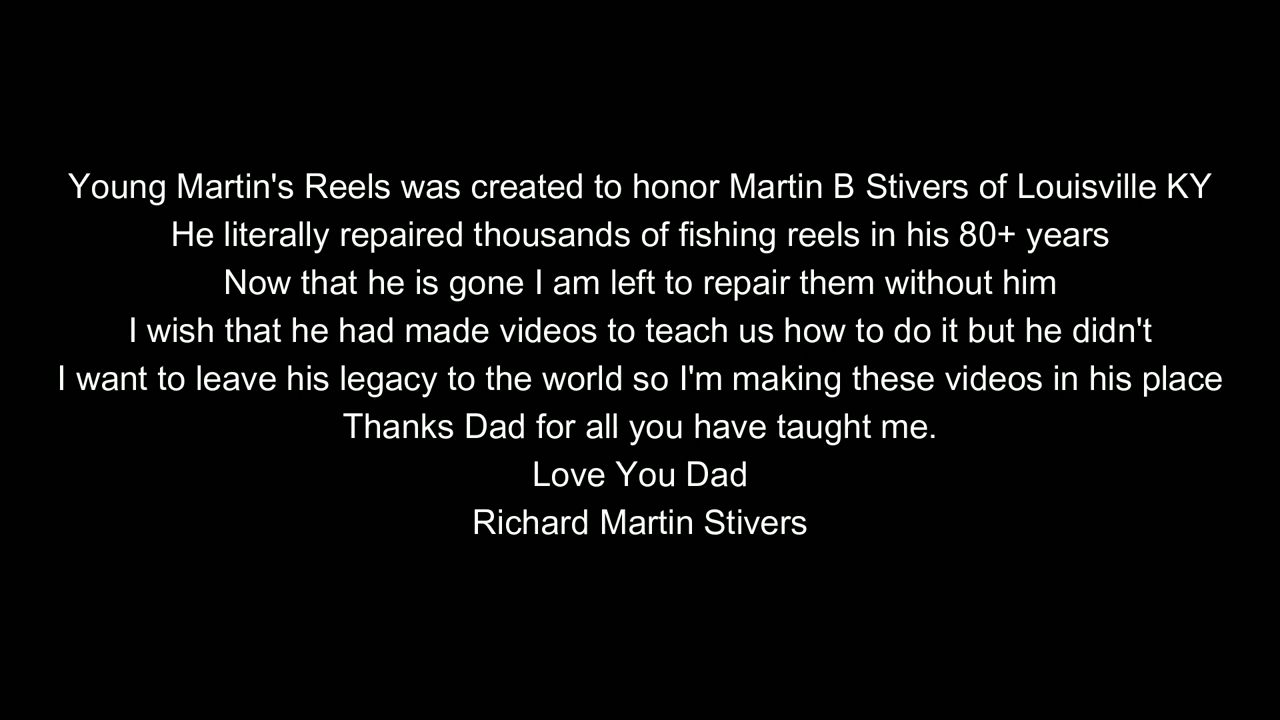 Young Martin's Reels was created to honor Martin B Stivers of Louisville KY
He literally repaired thousands of fishing reels in his 80+ years
Now that he is gone I am left to repair them without him
I wish that he had made videos to teach us how to do it but he didn't
I want to leave his legacy to the world so I'm making these videos in his place
Thanks Dad for all you have taught me.
Love You Dad
Richard Martin Stivers